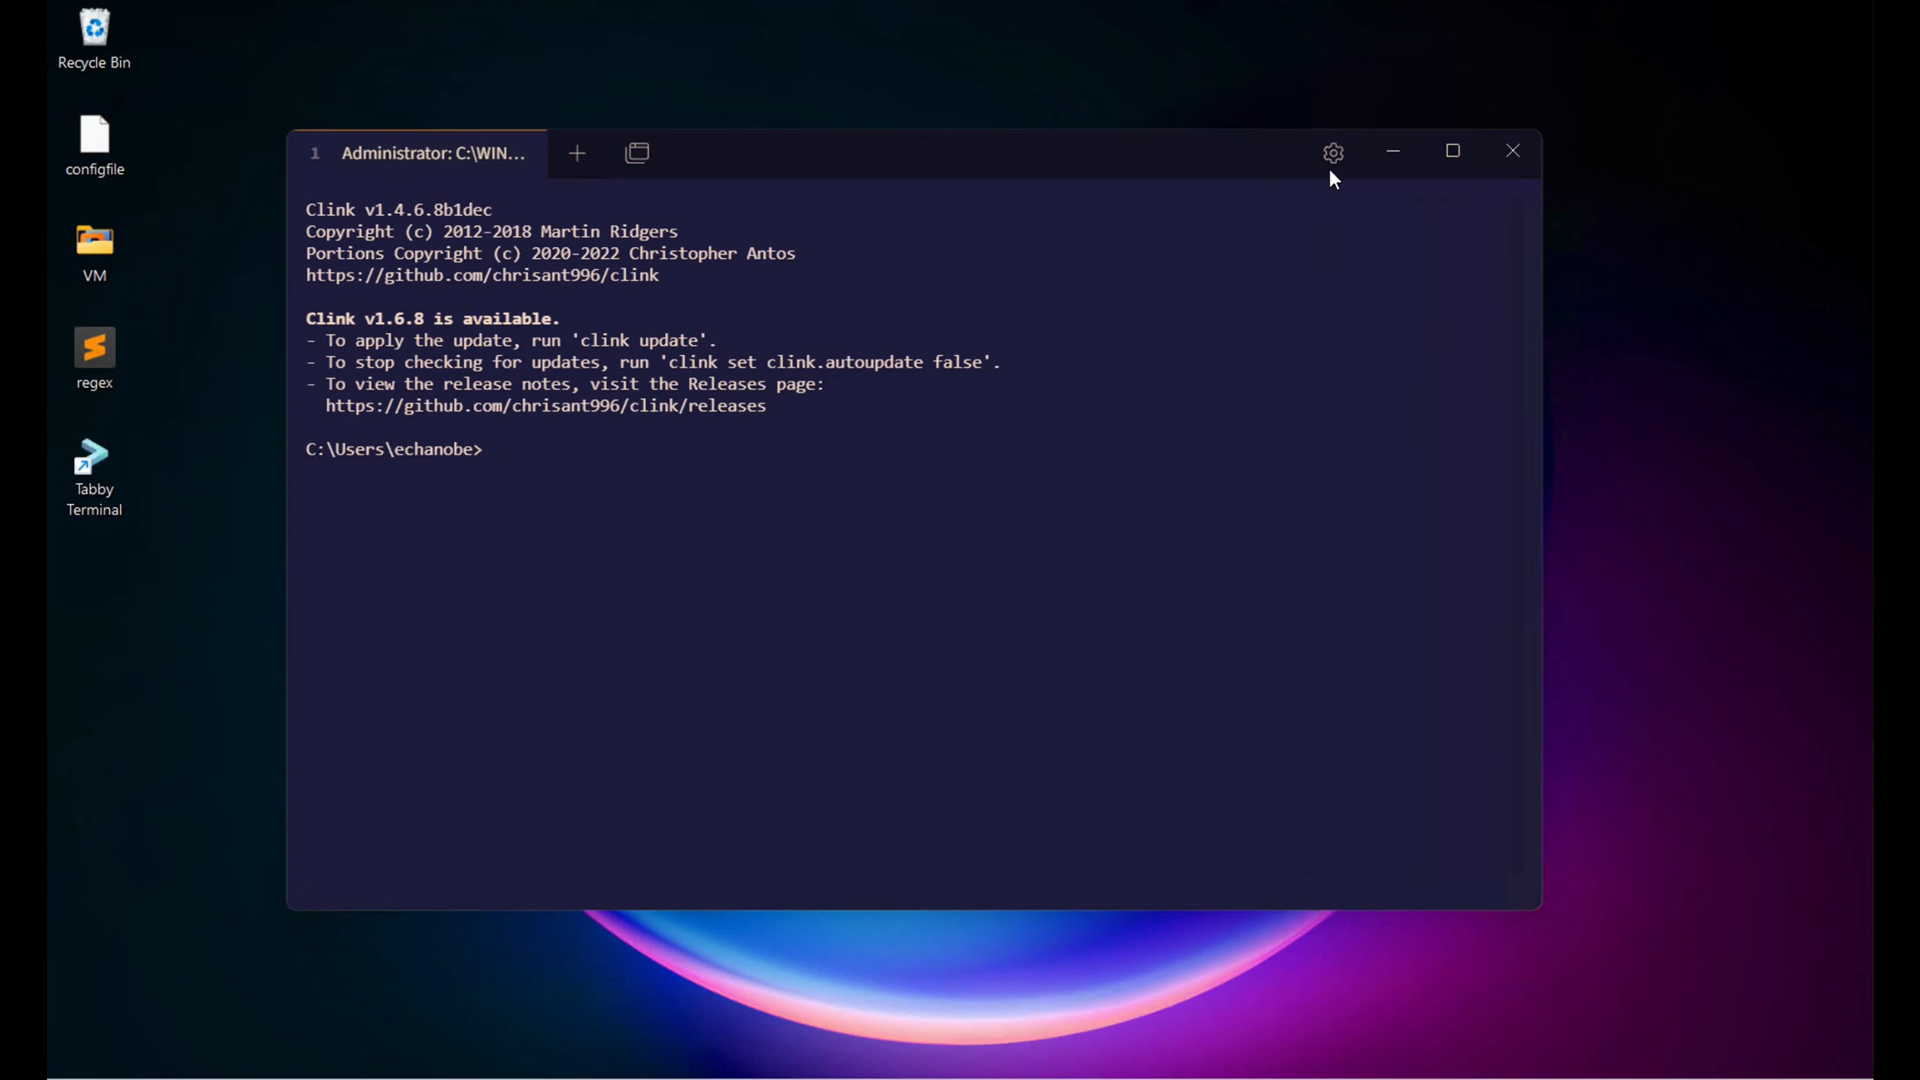 Recycle Bin
configfile
VM
regex
Tabby
Terminal
1 Administrator: C:\WIN...
Clink v1.4.6.8b1dec
Copyright (c) 2012-2018 Martin Ridgers
Portions Copyright (c) 2020-2022 Christopher Antos
https://github.com/chrisant996/clink
Clink v1.6.8 is available.
- To apply the update, run 'clink update'.
- To stop checking for updates, run 'clink set clink.autoupdate false'.
- To view the release notes, visit the Releases page:
https://github.com/chrisant996/clink/releases
C:\Users\echanobe>